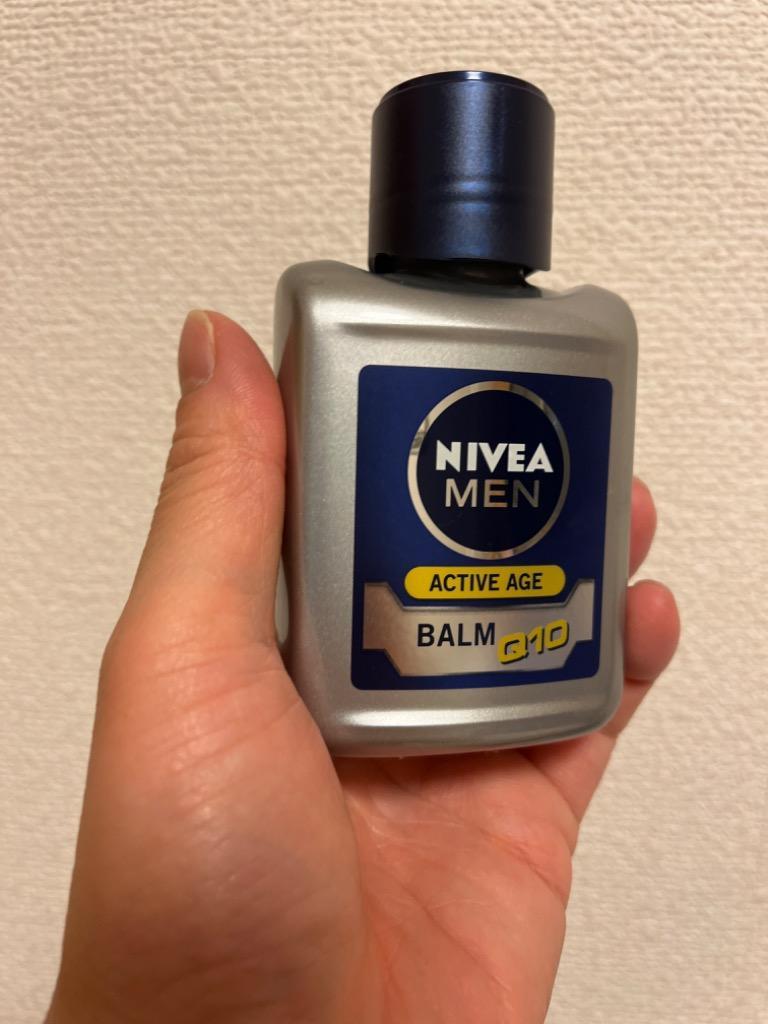 NIVEA
MEN
ACTIVE AGE
BALM Q10